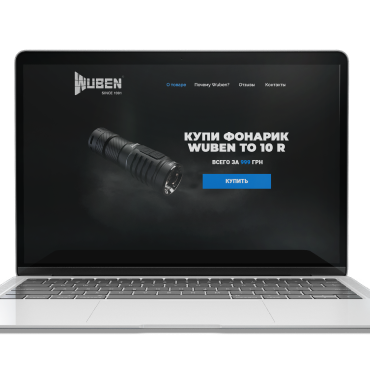 WUBEN
SINCE 1981
О товаре Почему Wuben? Отзывы Контакты
КУПИ ФОНАРИК
WUBEN TO 10 R
ВСЕГО ЗА 999 ГРН
КУПИТЬ